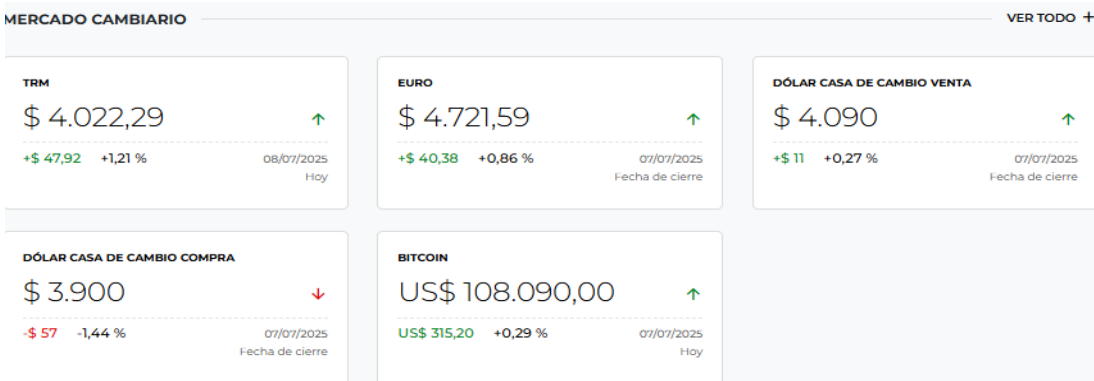 MERCADO CAMBIARIO
VER TODO +
TRM
$ 4.022,29
+$ 47,92 +1,21 %
08/07/2025
Hoy
EURO
$ 4.721,59
+$ 40,38 +0,86 %
07/07/2025
Fecha de cierre
DÓLAR CASA DE CAMBIO VENTA
$ 4.090
+$ 11 +0,27 %
07/07/2025
Fecha de cierre
DÓLAR CASA DE CAMBIO COMPRA
$ 3.900
-$ 57 -1,44 %
07/07/2025
Fecha de cierre
BITCOIN
US$ 108.090,00
US$ 315,20 +0,29 %
07/07/2025
Hoy